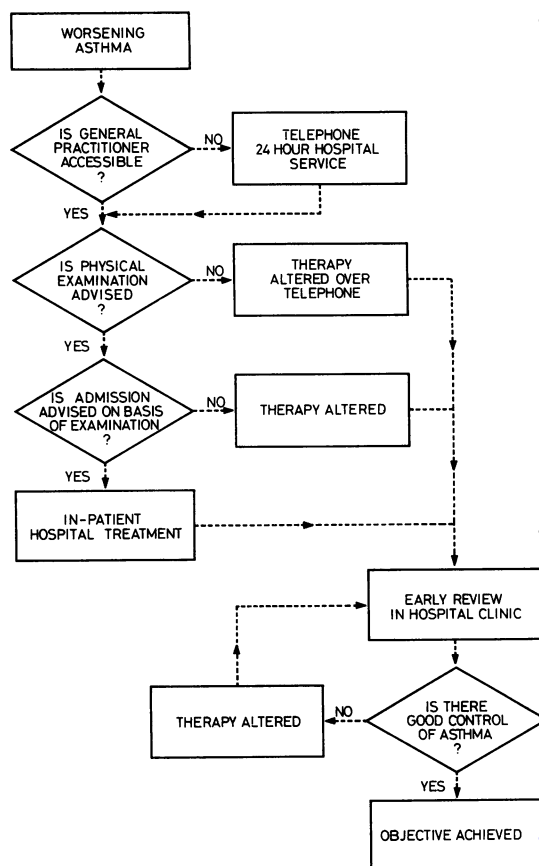 WORSENING
ASTHMA
IS GENERAL
PRACTITIONER
ACCESSIBLE
?
NO
TELEPHONE
24 HOUR HOSPITAL
SERVICE
YES
IS PHYSICAL
EXAMINATION
ADVISED
?
NO
THERAPY
ALTERED OVER
TELEPHONE
YES
IS ADMISSION
ADVISED ON BASIS
OF EXAMINATION
?
NO
THERAPY ALTERED
YES
IN-PATIENT
HOSPITAL TREATMENT
EARLY REVIEW
IN HOSPITAL CLINIC
IS THERE
GOOD CONTROL
OF ASTHMA
?
NO
THERAPY ALTERED
YES
OBJECTIVE ACHIEVED